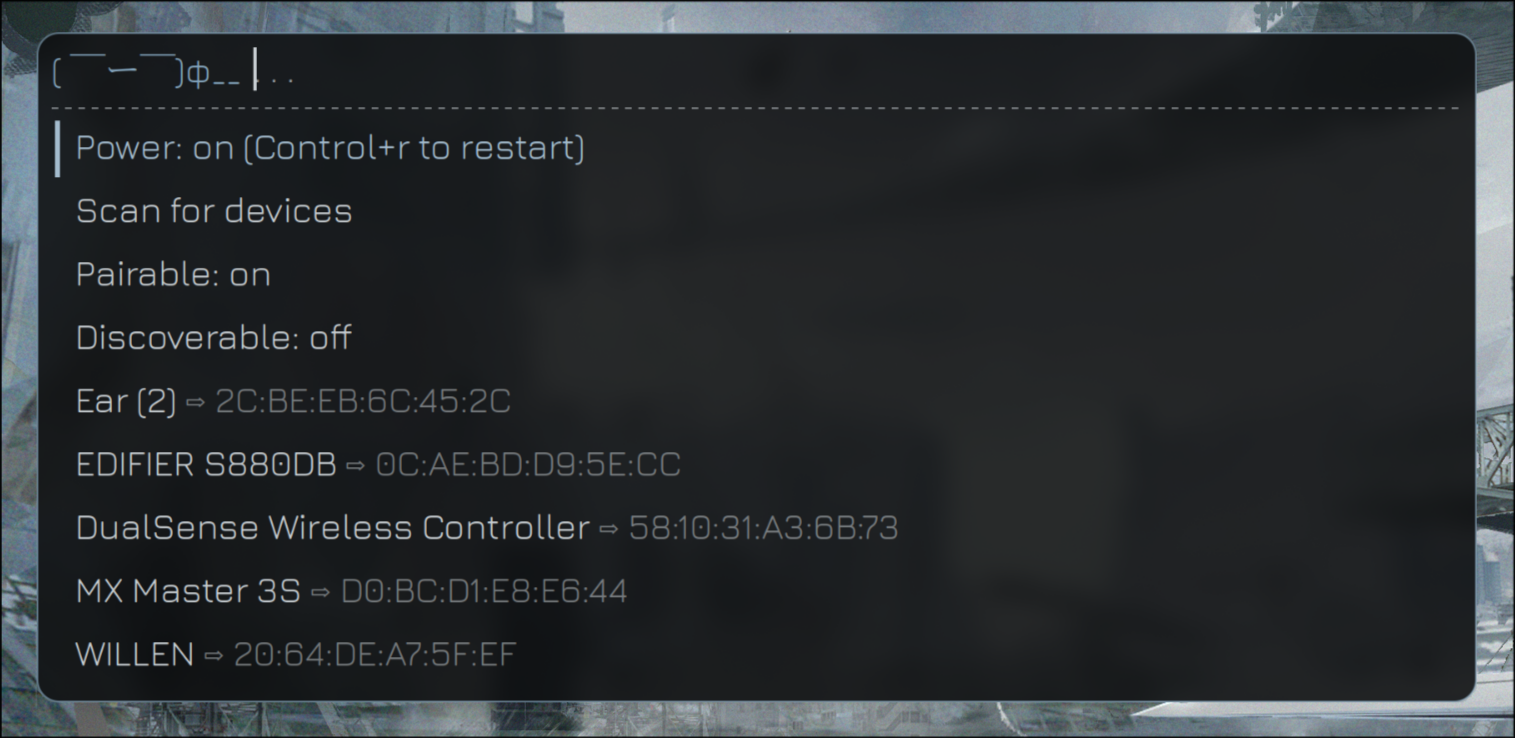 (￣ー￣)φ__ ...
Power: on (Control+r to restart)
Scan for devices
Pairable: on
Discoverable: off
Ear (2) ⇨ 2C:BE:EB:6C:45:2C
EDIFIER S880DB ⇨ 0C:AE:BD:D9:5E:CC
DualSense Wireless Controller ⇨ 58:10:31:A3:6B:73
MX Master 3S ⇨ D0:BC:D1:E8:E6:44
WILLEN ⇨ 20:64:DE:A7:5F:EF